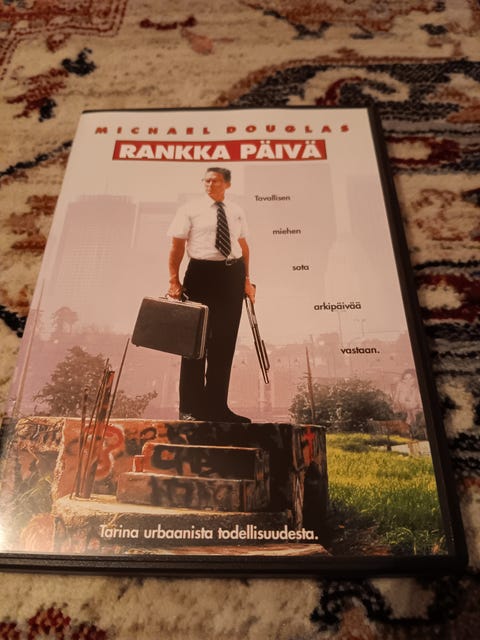 MICHAEL DOUGLAS
RANKKA PÄIVÄ
Tavallisen
miehen
sota
arkipäivää
vastaan.
Tarina urbaanista todellisuudesta.